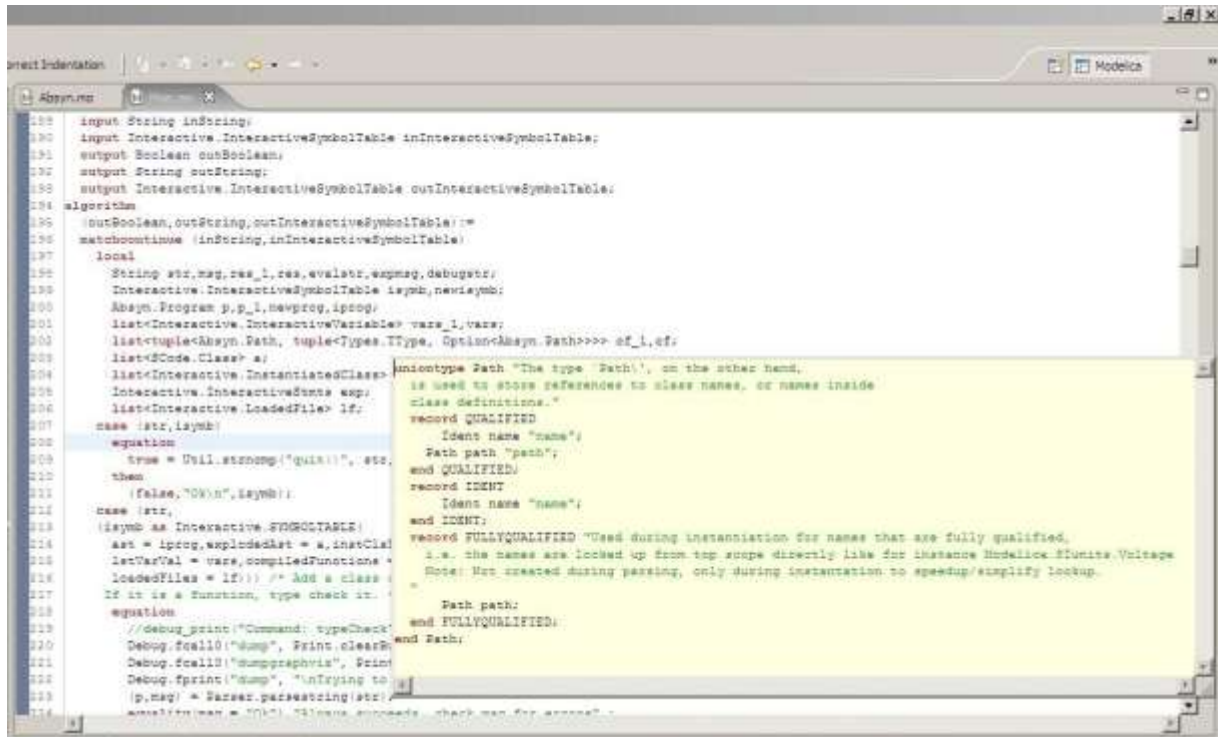 orrect Indentation
Modelica
Absyn.mo
189 input String inString;
190 input Interactive.InteractiveSymbolTable inInteractiveSymbolTable;
191 output Boolean outBoolean;
192 output String outString;
193 output Interactive.InteractiveSymbolTable outInteractiveSymbolTable;
194 algorithm
195 (outBoolean,outString,outInteractiveSymbolTable):=
196 matchcontinue (inString,inInteractiveSymbolTable)
197 local
198 String str,msg,res_1,res,evalstr,expmsg,debugstr;
199 Interactive.InteractiveSymbolTable isymb,newisymb;
200 Absyn.Program p,p_1,newprog,iprog;
201 list<Interactive.InteractiveVariable> vars_1,vars;
202 list<tuple<Absyn.Path, tuple<Types.TType, Option<Absyn.Path>>>> cf_1,cf;
203 list<SCode.Class> a;
204 list<Interactive.InstantiatedClass>
205 Interactive.InteractiveStmts exp;
206 list<Interactive.LoadedFile> lf;
207 case (str,isymb)
208 equation
209 true = Util.strncmp("quit()", str,
210 then
211 (false,"Ok\n",isymb);
212 case (str,
213 (isymb as Interactive.SYMBOLTABLE(
214 ast = iprog,explodedAst = a,instCla
215 lstVarVal = vars,compiledFunctions =
216 loadedFiles = lf))) /* Add a class
217 If it is a function, type check it.
218 equation
219 //debug_print("Command: typeCheck"
220 Debug.fcall0("dump", Print.clearB
221 Debug.fcall0("dumpgraphviz", Print
222 Debug.fprint("dump", "\nTrying to
223 (p,msg) = Parser.parsestring(str)
224 equality(msg = "Ok") "Always succeeds, check msg for errors" ;
uniontype Path "The type `Path\', on the other hand,
is used to store references to class names, or names inside
class definitions."
record QUALIFIED
Ident name "name";
Path path "path";
end QUALIFIED;
record IDENT
Ident name "name";
end IDENT;
record FULLYQUALIFIED "Used during instantiation for names that are fully qualified,
i.e. the names are looked up from top scope directly like for instance Modelica.SIunits.Voltage
Note: Not created during parsing, only during instantation to speedup/simplify lookup.
"
Path path;
end FULLYQUALIFIED;
end Path;